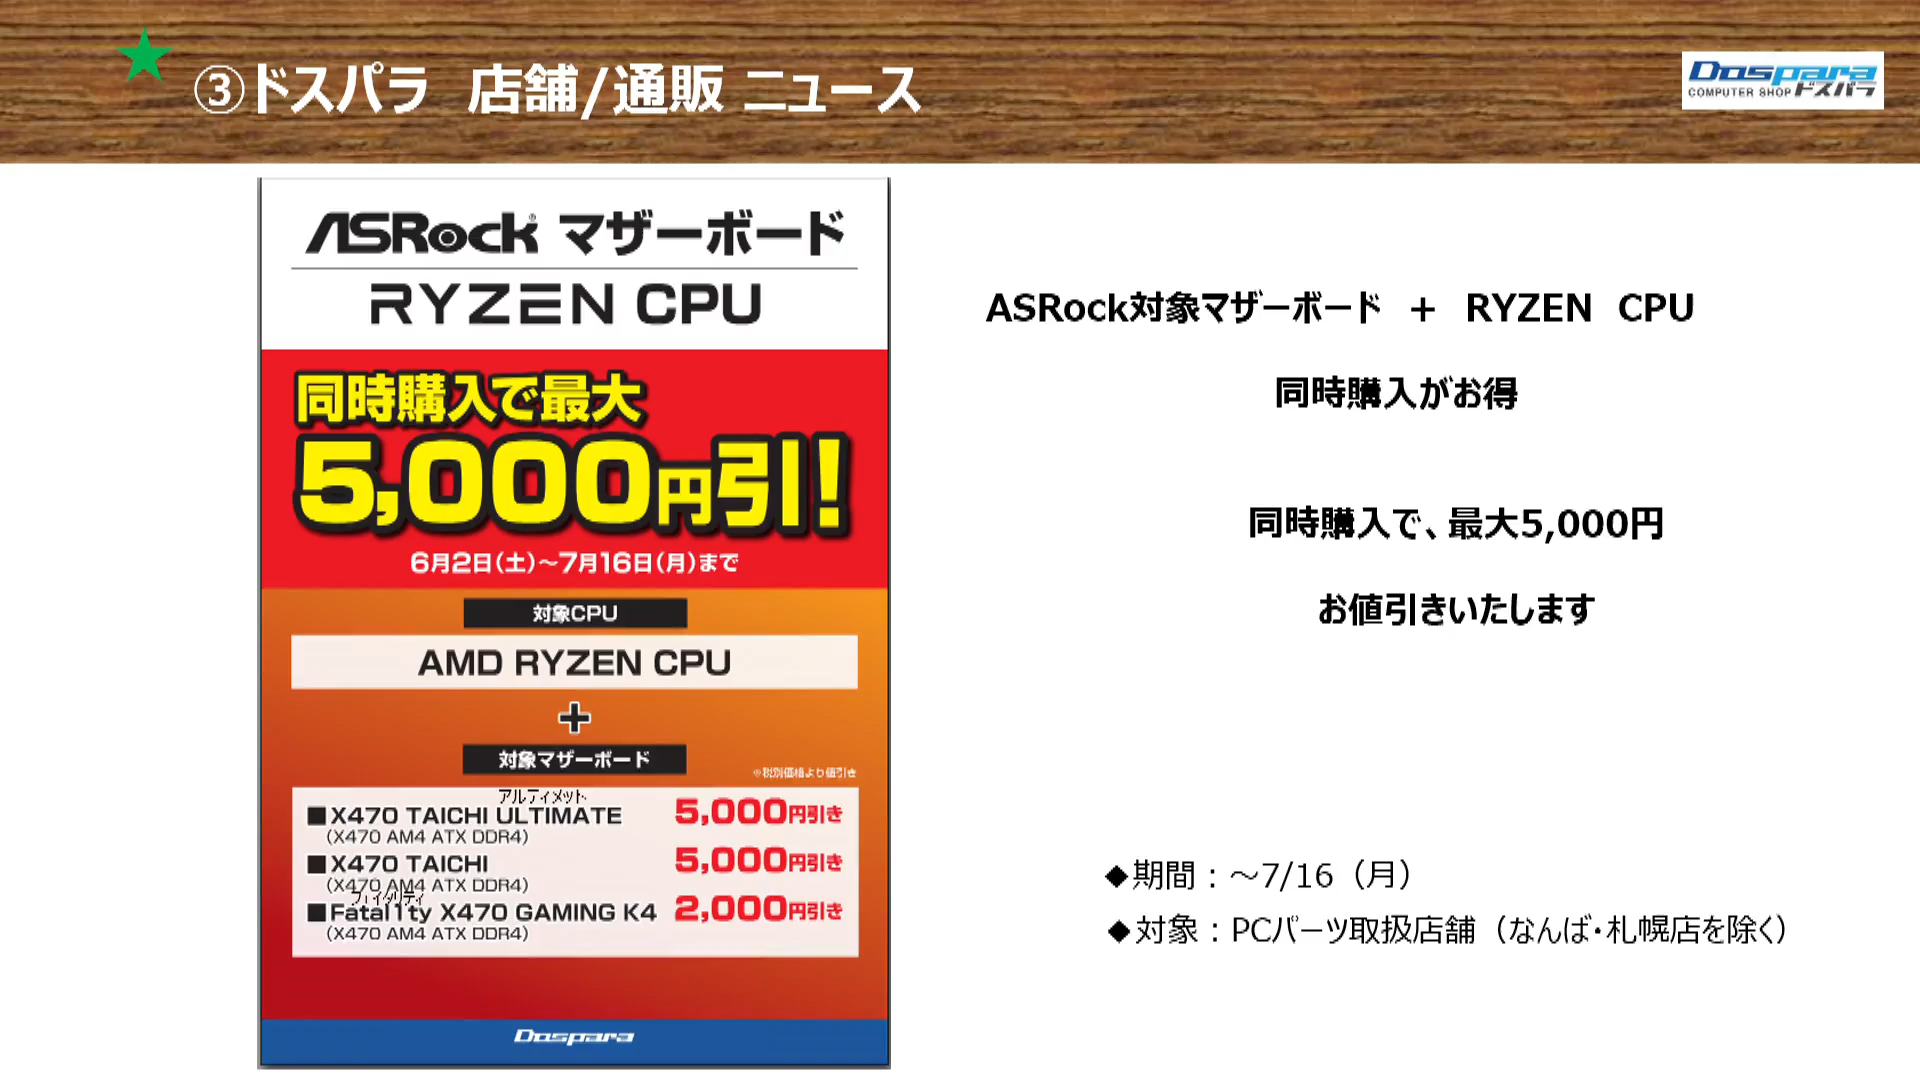 ③ドスパラ 店舗/通販 ニュース
Dospara
COMPUTER SHOP ドスパラ
ASRock マザーボード
RYZEN CPU
同時購入で最大
5,000円引!
6月2日(土)~7月16日(月)まで
対象CPU
AMD RYZEN CPU
+
対象マザーボード
※税別価格より値引き
アルティメット
■X470 TAICHI ULTIMATE 5,000円引き
(X470 AM4 ATX DDR4)
■X470 TAICHI 5,000円引き
(X470 AM4 ATX DDR4)
フェイタリティ
■Fatal1ty X470 GAMING K4 2,000円引き
(X470 AM4 ATX DDR4)
Dospara
ASRock対象マザーボード + RYZEN CPU
同時購入がお得
同時購入で、最大5,000円
お値引きいたします
◆期間：～7/16（月）
◆対象：PCパーツ取扱店舗（なんば・札幌店を除く）